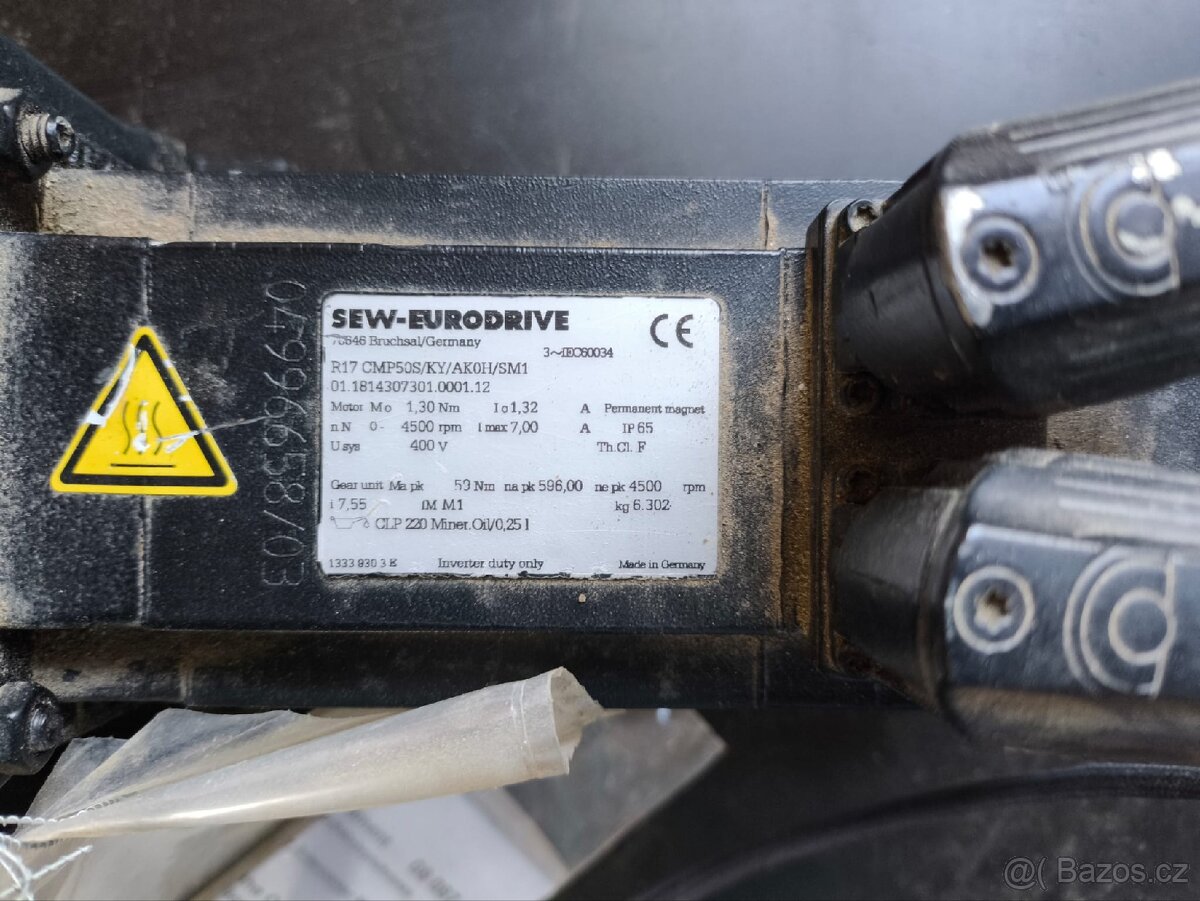 SEW-EURODRIVE CE
76646 Bruchsal/Germany
3~IEC60034
R17 CMP50S/KY/AK0H/SM1
01.1814307301.0001.12
Motor Mo 1,30 Nm Io 1,32 A Permanent magnet
n N 0- 4500 rpm Imax 7,00 A IP 65
U sys 400 V Th.Cl. F
Gear unit Ma pk 59 Nm na pk 596,00 ne pk 4500 rpm
i 7,55 IM M1 kg 6.302
CLP 220 Miner.Oil/0,25 l
1333 930 3 E Inverter duty only Made in Germany
@( Bazos.cz